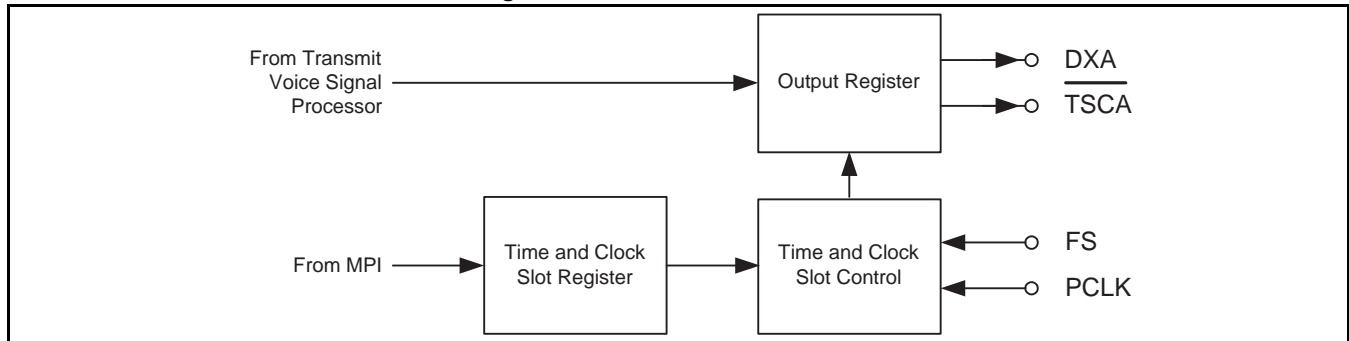 From Transmit
Voice Signal
Processor
Output Register
DXA
TSCA
From MPI
Time and Clock
Slot Register
Time and Clock
Slot Control
FS
PCLK